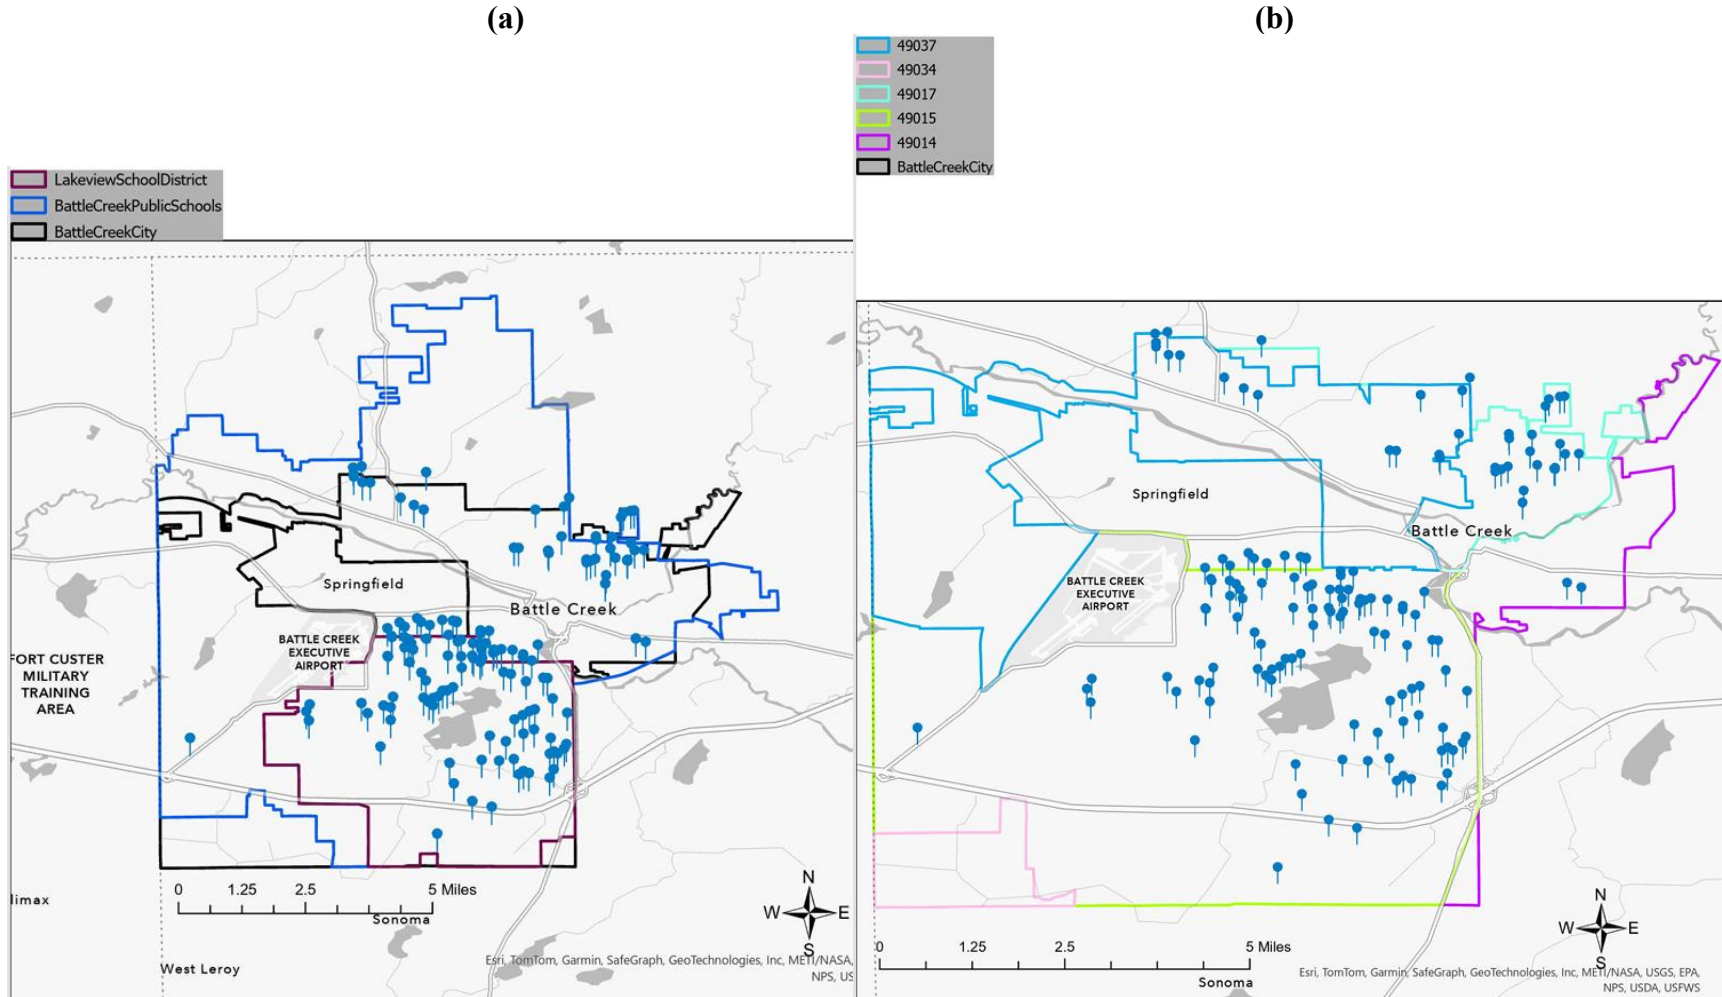 (a)
LakeviewSchoolDistrict
BattleCreekPublicSchools
BattleCreekCity
Springfield
Battle Creek
BATTLE CREEK
EXECUTIVE
AIRPORT
FORT CUSTER
MILITARY
TRAINING
AREA
0 1.25 2.5 5 Miles
limax
Sonoma
West Leroy
N
W E
S
Esri, TomTom, Garmin, SafeGraph, GeoTechnologies, Inc, METI/NASA,
NPS, US
(b)
49037
49034
49017
49015
49014
BattleCreekCity
Springfield
Battle Creek
BATTLE CREEK
EXECUTIVE
AIRPORT
0 1.25 2.5 5 Miles
Sonoma
N
W E
S
Esri, TomTom, Garmin, SafeGraph, GeoTechnologies, Inc, METI/NASA, USGS, EPA,
NPS, USDA, USFWS